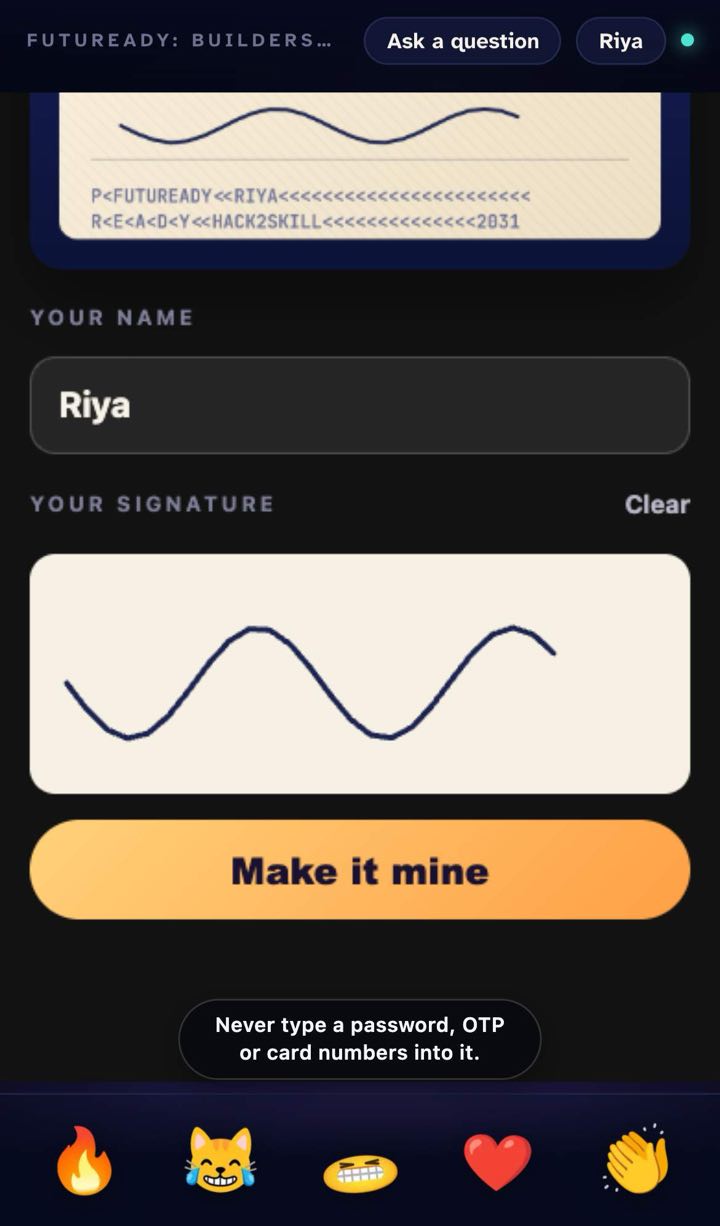 FUTUREADY: BUILDERS…
Ask a question
Riya
P<FUTUREADY<<RIYA<<<<<<<<<<<<<<<<<<<<<<<<
R<E<A<D<Y<<HACK2SKILL<<<<<<<<<<<<<<<2031
YOUR NAME
Riya
YOUR SIGNATURE
Clear
Make it mine
Never type a password, OTP
or card numbers into it.